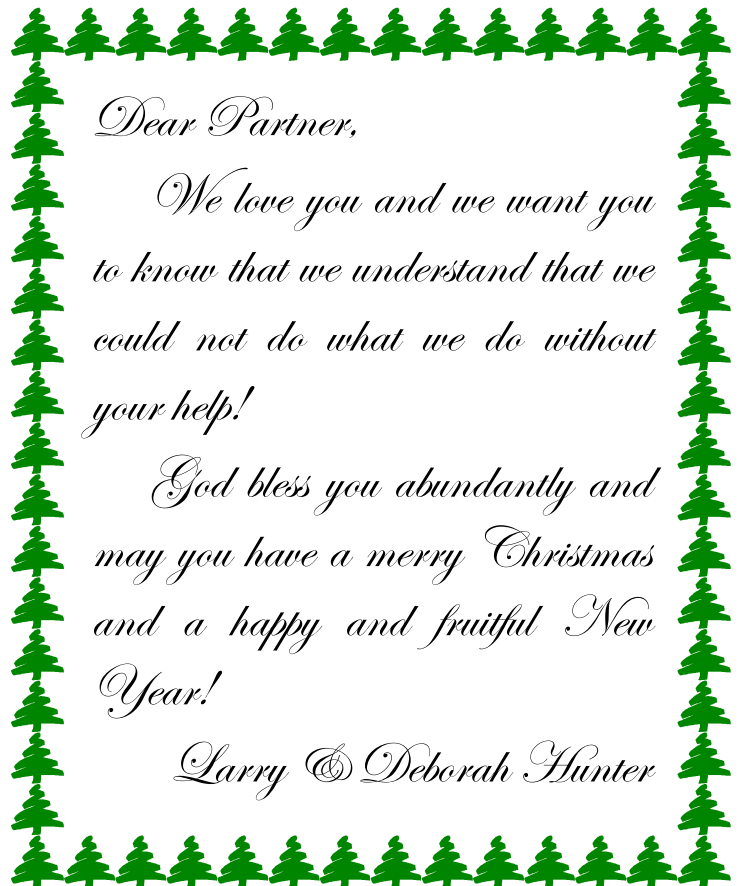 Dear Partner,
We love you and we want you
to know that we understand that we
could not do what we do without
your help!
God bless you abundantly and
may you have a merry Christmas
and a happy and fruitful New
Year!
Larry & Deborah Hunter